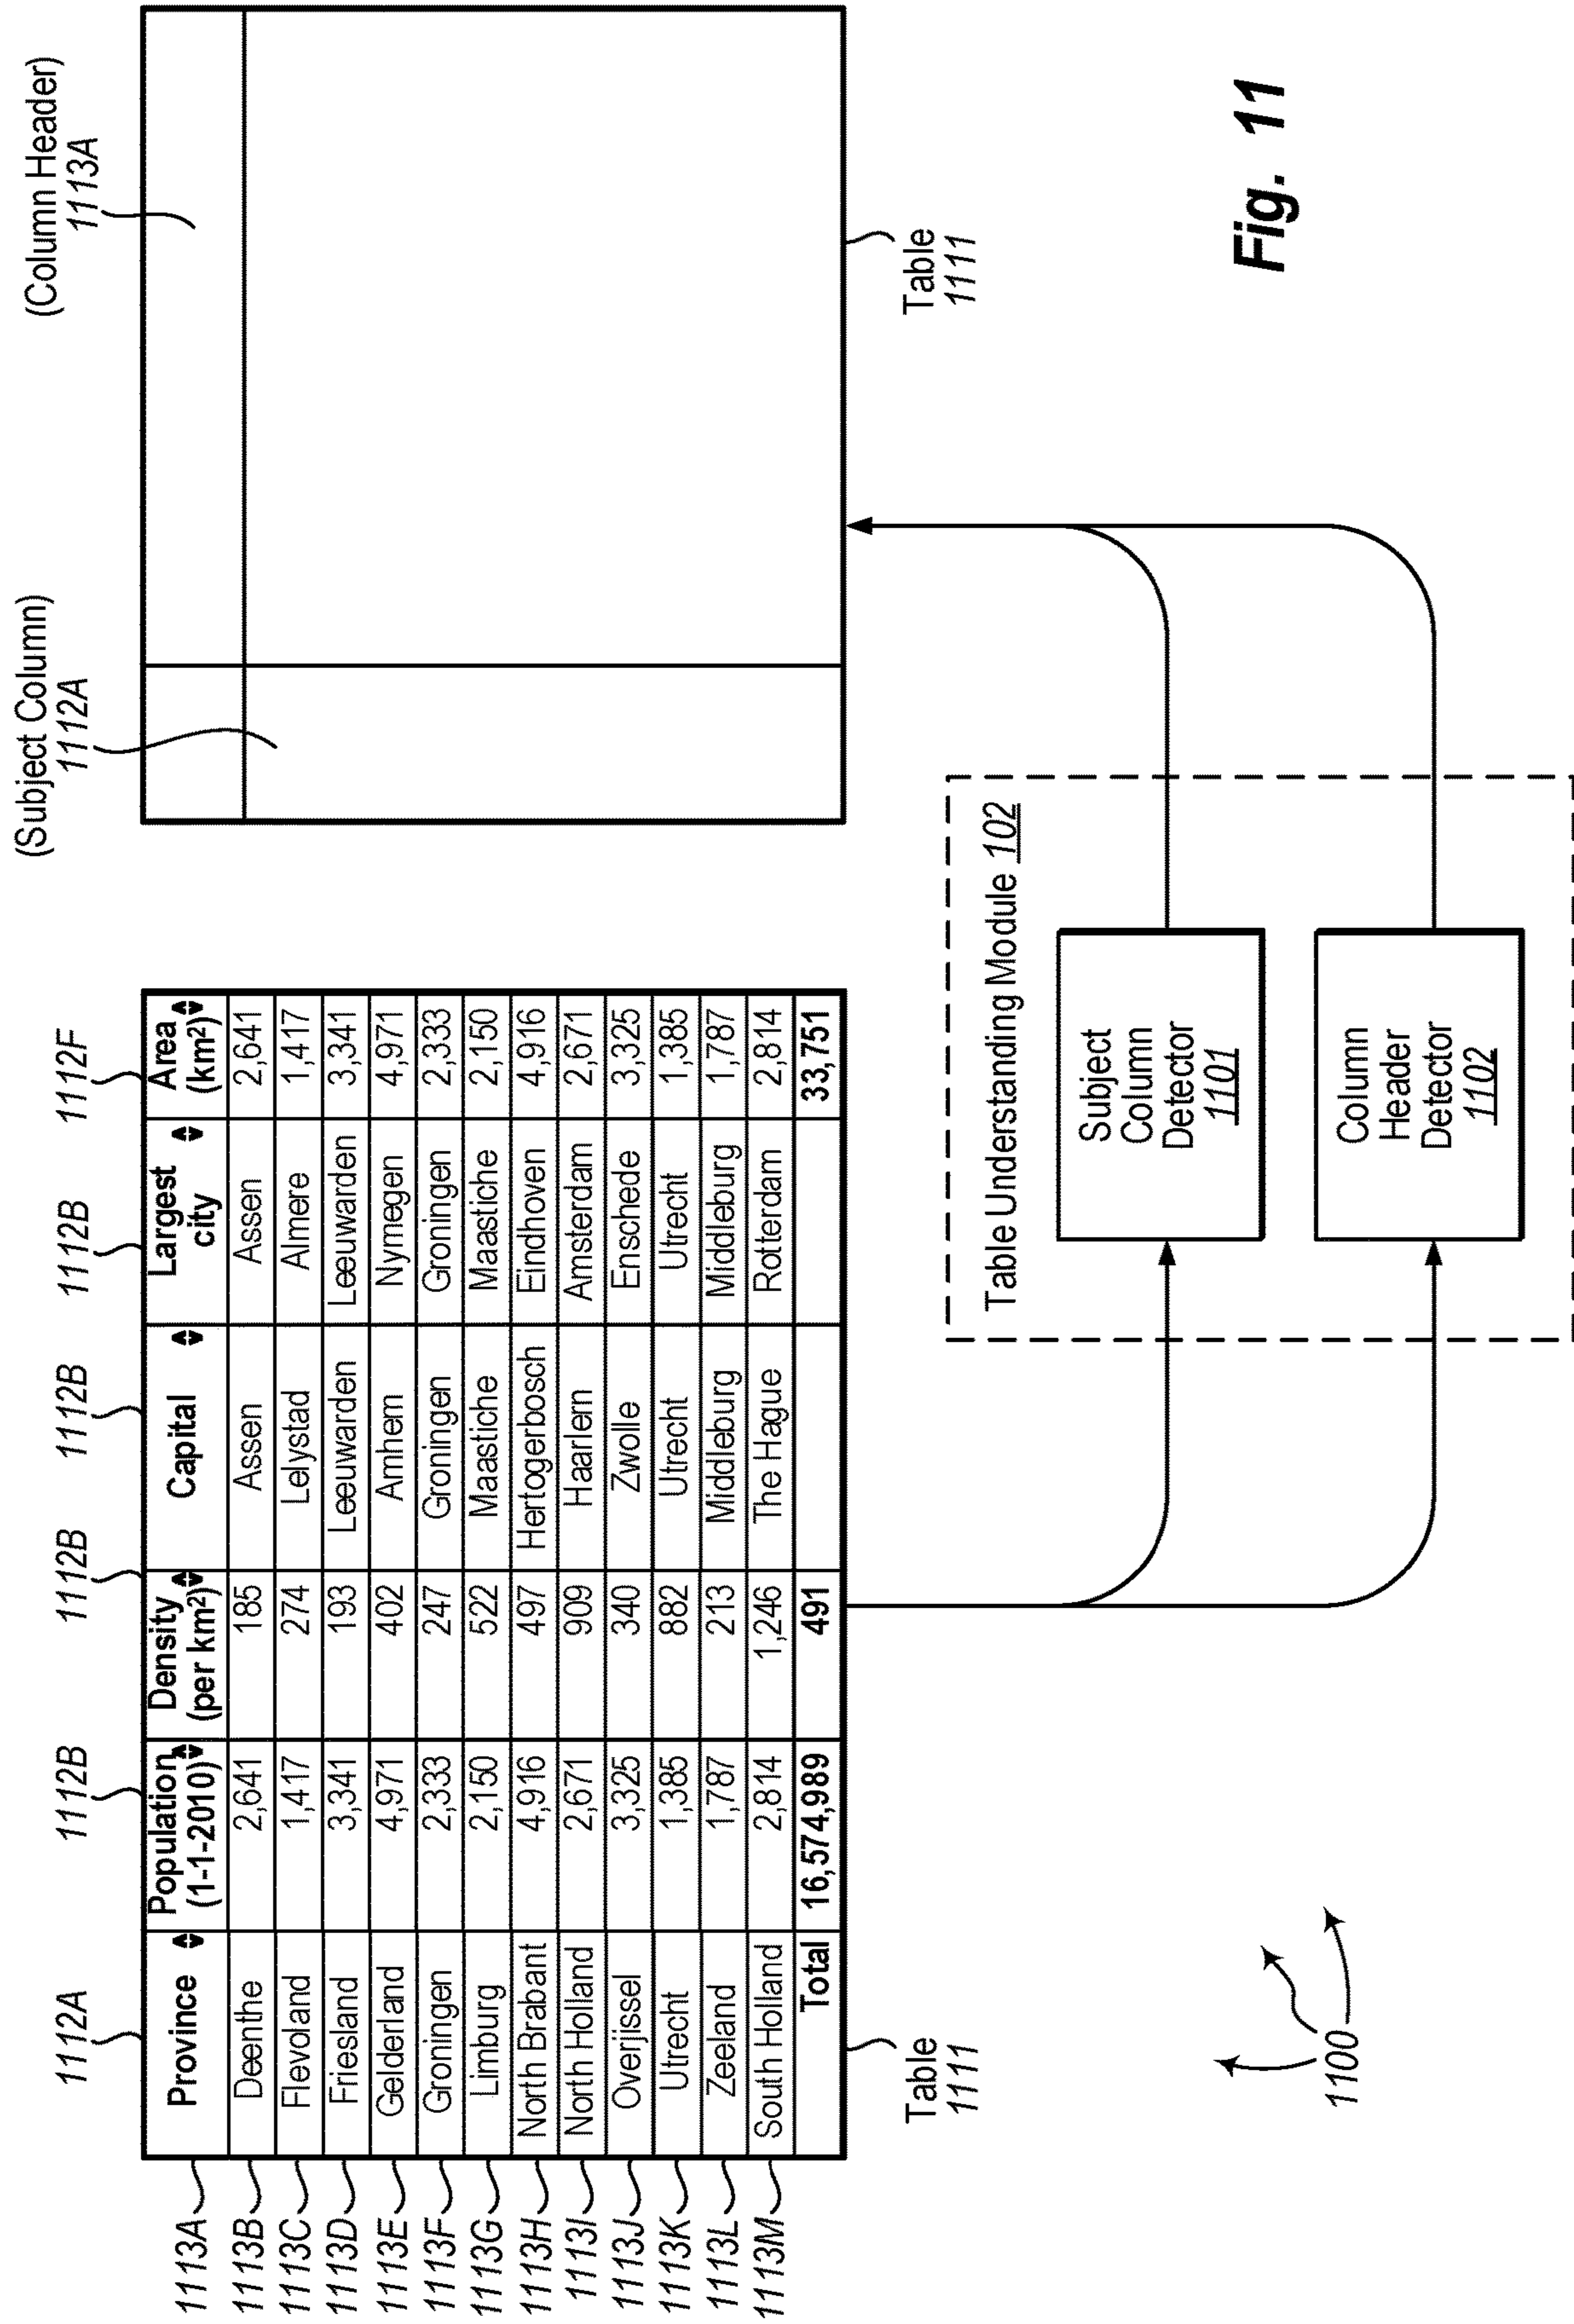 1112A 1112B 1112B 1112B 1112B 1112F
1113A Province Population (1-1-2010) Density (per km²) Capital Largest city Area (km²)
1113B Deenthe 2,641 185 Assen Assen 2,641
1113C Flevoland 1,417 274 Lelystad Almere 1,417
1113D Friesland 3,341 193 Leeuwarden Leeuwarden 3,341
1113E Gelderland 4,971 402 Arnhem Nymegen 4,971
1113F Groningen 2,333 247 Groningen Groningen 2,333
1113G Limburg 2,150 522 Maastiche Maastiche 2,150
1113H North Brabant 4,916 497 Hertogerbosch Eindhoven 4,916
1113I North Holland 2,671 909 Haarlem Amsterdam 2,671
1113J Overjissel 3,325 340 Zwolle Enschede 3,325
1113K Utrecht 1,385 882 Utrecht Utrecht 1,385
1113L Zeeland 1,787 213 Middleburg Middleburg 1,787
1113M South Holland 2,814 1,246 The Hague Rotterdam 2,814
Total 16,574,989 491 33,751
Table
1111
(Subject Column)
1112A
(Column Header)
1113A
Table
1111
Table Understanding Module 102
Subject
Column
Detector
1101
Column
Header
Detector
1102
1100
Fig. 11